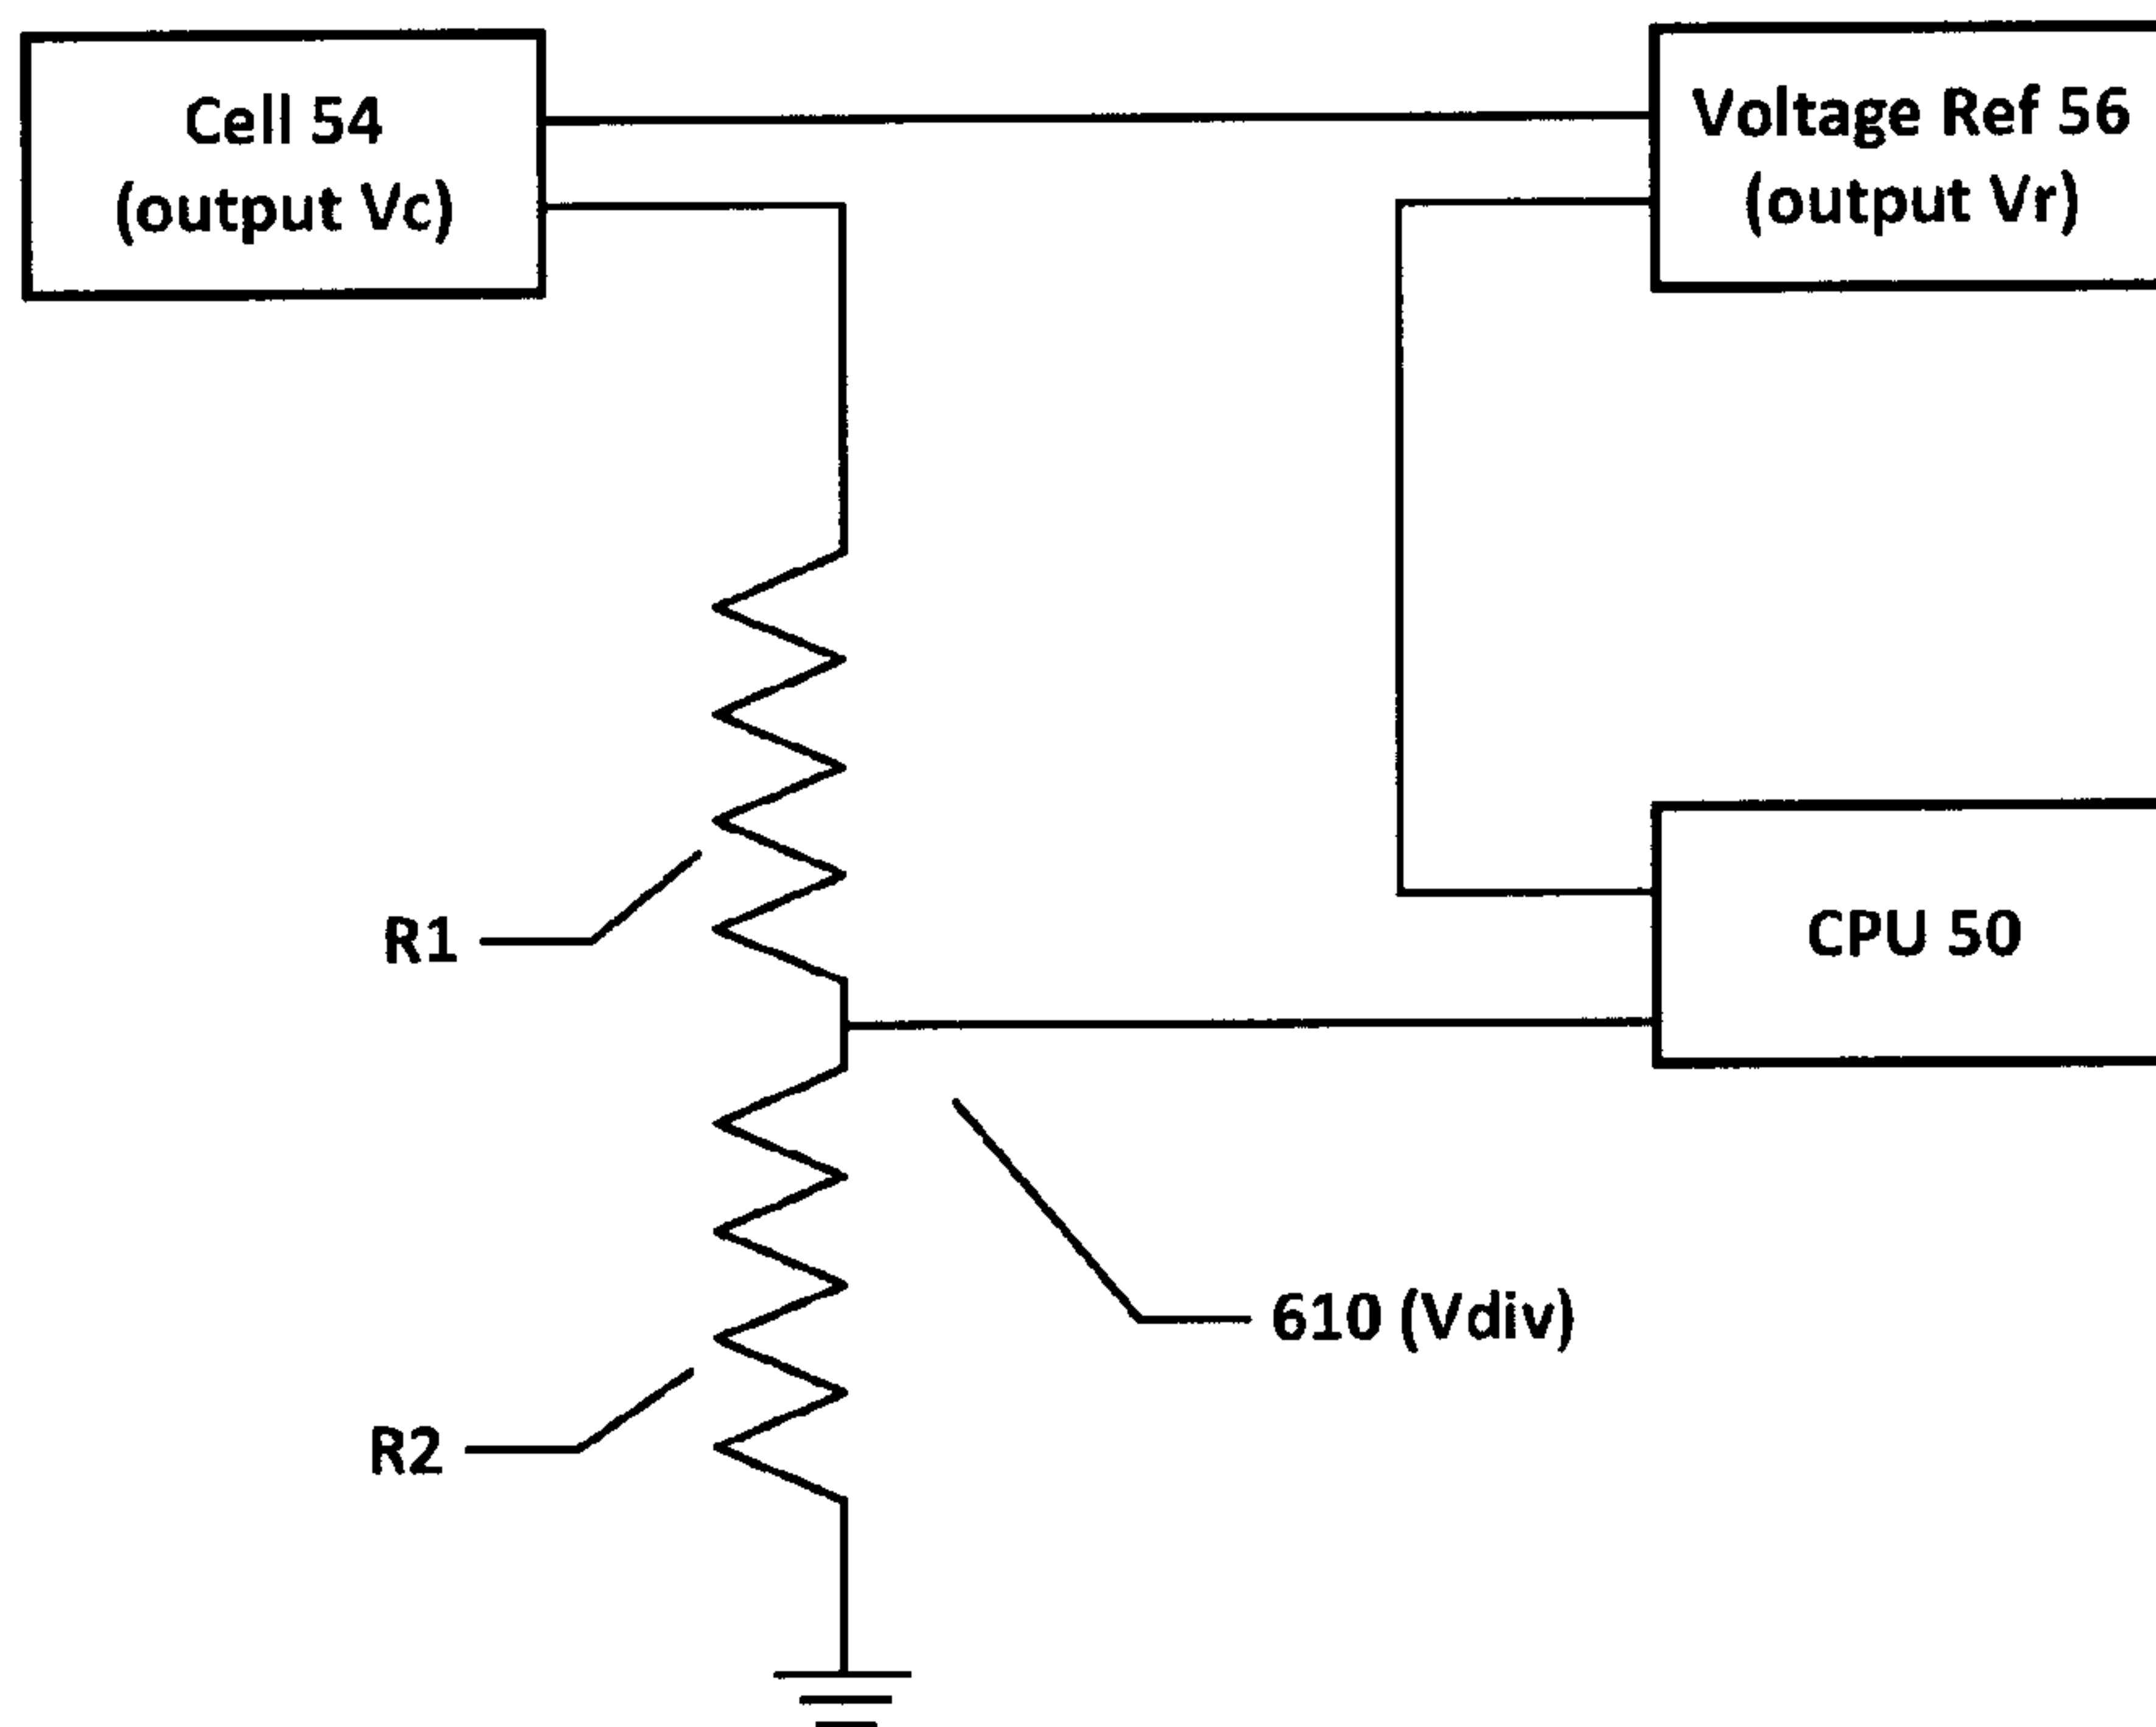 Cell 54
(output Vc)
Voltage Ref 56
(output Vr)
R1
CPU 50
610 (Vdiv)
R2